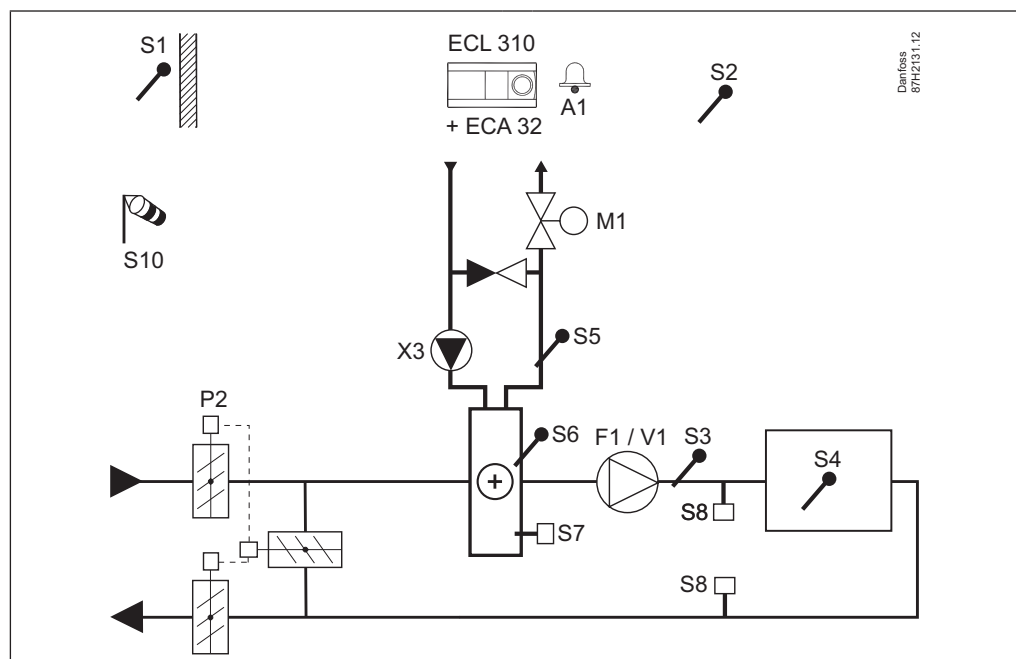 S1
ECL 310
A1
+ ECA 32
S2
Danfoss
87H2131.12
S10
M1
X3
S5
P2
S6
F1 / V1
S3
S4
S8
S7
S8